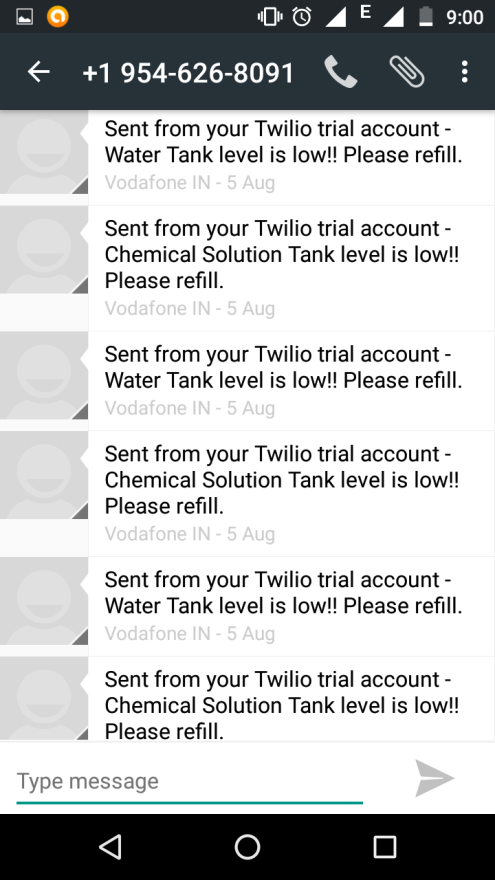 E 9:00
+1 954-626-8091
Sent from your Twilio trial account -
Water Tank level is low!! Please refill.
Vodafone IN - 5 Aug
Sent from your Twilio trial account -
Chemical Solution Tank level is low!!
Please refill.
Vodafone IN - 5 Aug
Sent from your Twilio trial account -
Water Tank level is low!! Please refill.
Vodafone IN - 5 Aug
Sent from your Twilio trial account -
Chemical Solution Tank level is low!!
Please refill.
Vodafone IN - 5 Aug
Sent from your Twilio trial account -
Water Tank level is low!! Please refill.
Vodafone IN - 5 Aug
Sent from your Twilio trial account -
Chemical Solution Tank level is low!!
Please refill.
Type message